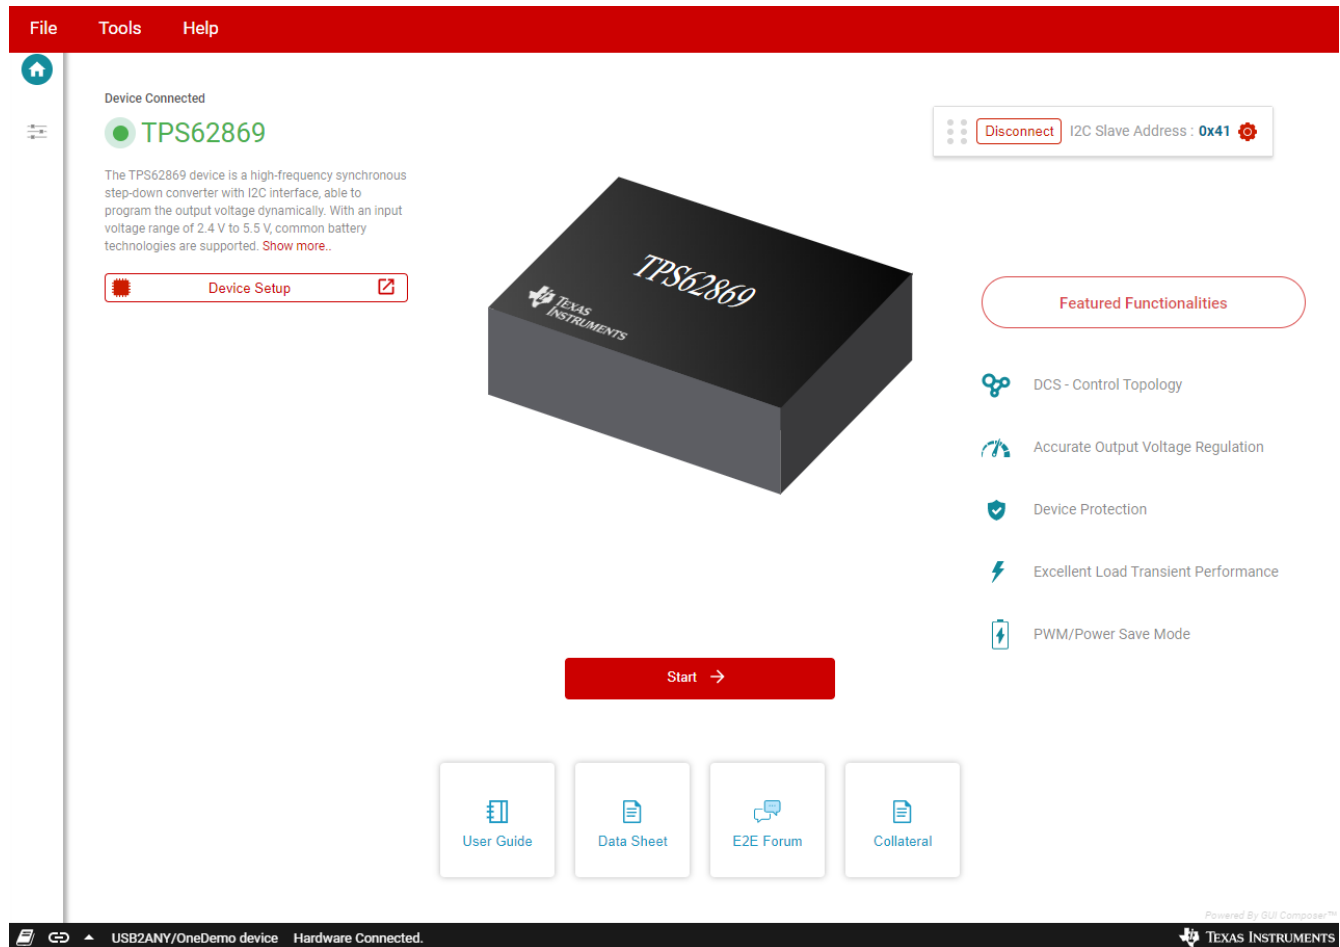 File Tools Help
Device Connected
TPS62869
The TPS62869 device is a high-frequency synchronous
step-down converter with I2C interface, able to
program the output voltage dynamically. With an input
voltage range of 2.4 V to 5.5 V, common battery
technologies are supported. Show more..
Device Setup
Disconnect I2C Slave Address : 0x41
TPS62869
TEXAS
INSTRUMENTS
Featured Functionalities
DCS - Control Topology
Accurate Output Voltage Regulation
Device Protection
Excellent Load Transient Performance
PWM/Power Save Mode
Start
User Guide
Data Sheet
E2E Forum
Collateral
Powered By GUI Composer™
USB2ANY/OneDemo device Hardware Connected.
TEXAS INSTRUMENTS